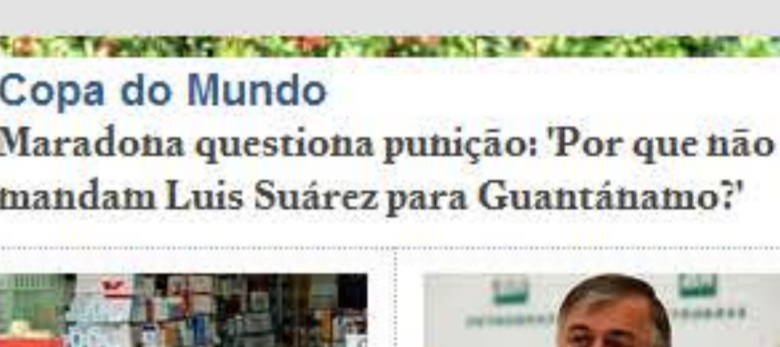 Copa do Mundo
Maradona questiona punição: 'Por que não
mandam Luis Suárez para Guantánamo?'